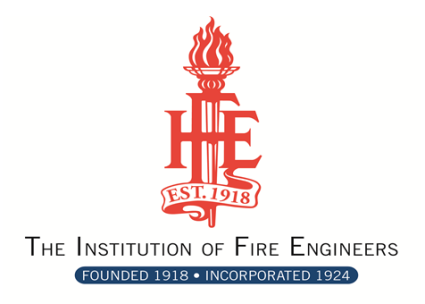 IFE
EST. 1918
THE INSTITUTION OF FIRE ENGINEERS
FOUNDED 1918 • INCORPORATED 1924